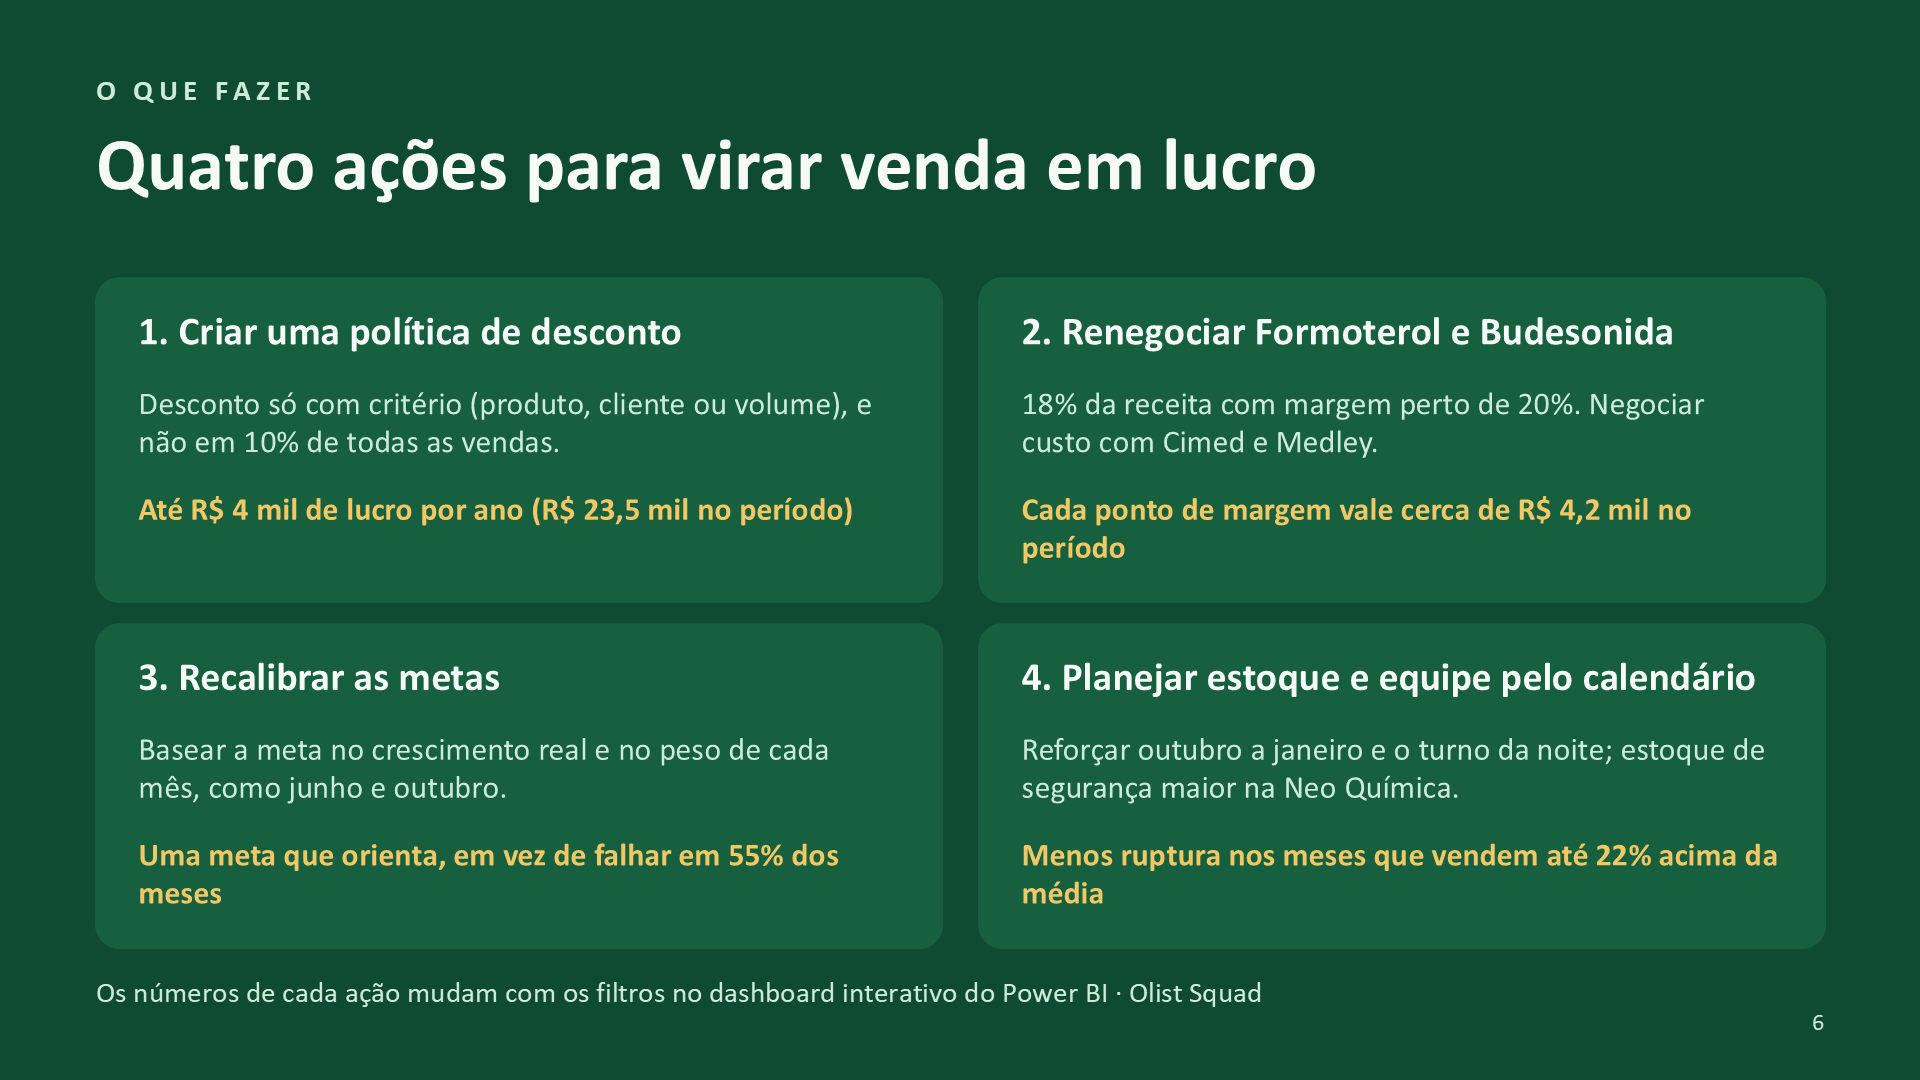 O QUE FAZER
Quatro ações para virar venda em lucro
1. Criar uma política de desconto
Desconto só com critério (produto, cliente ou volume), e
não em 10% de todas as vendas.
Até R$ 4 mil de lucro por ano (R$ 23,5 mil no período)
2. Renegociar Formoterol e Budesonida
18% da receita com margem perto de 20%. Negociar
custo com Cimed e Medley.
Cada ponto de margem vale cerca de R$ 4,2 mil no
período
3. Recalibrar as metas
Basear a meta no crescimento real e no peso de cada
mês, como junho e outubro.
Uma meta que orienta, em vez de falhar em 55% dos
meses
4. Planejar estoque e equipe pelo calendário
Reforçar outubro a janeiro e o turno da noite; estoque de
segurança maior na Neo Química.
Menos ruptura nos meses que vendem até 22% acima da
média
Os números de cada ação mudam com os filtros no dashboard interativo do Power BI · Olist Squad
6